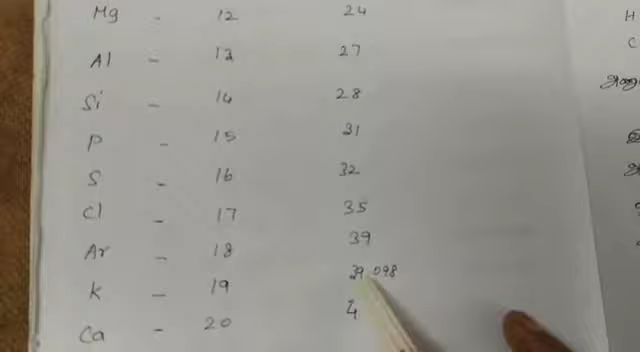 Mg - 12 24
Al - 13 27
Si - 14 28
P - 15 31
S - 16 32
Cl - 17 35
Ar - 18 39
K - 19 39.098
Ca - 20 4
H
C